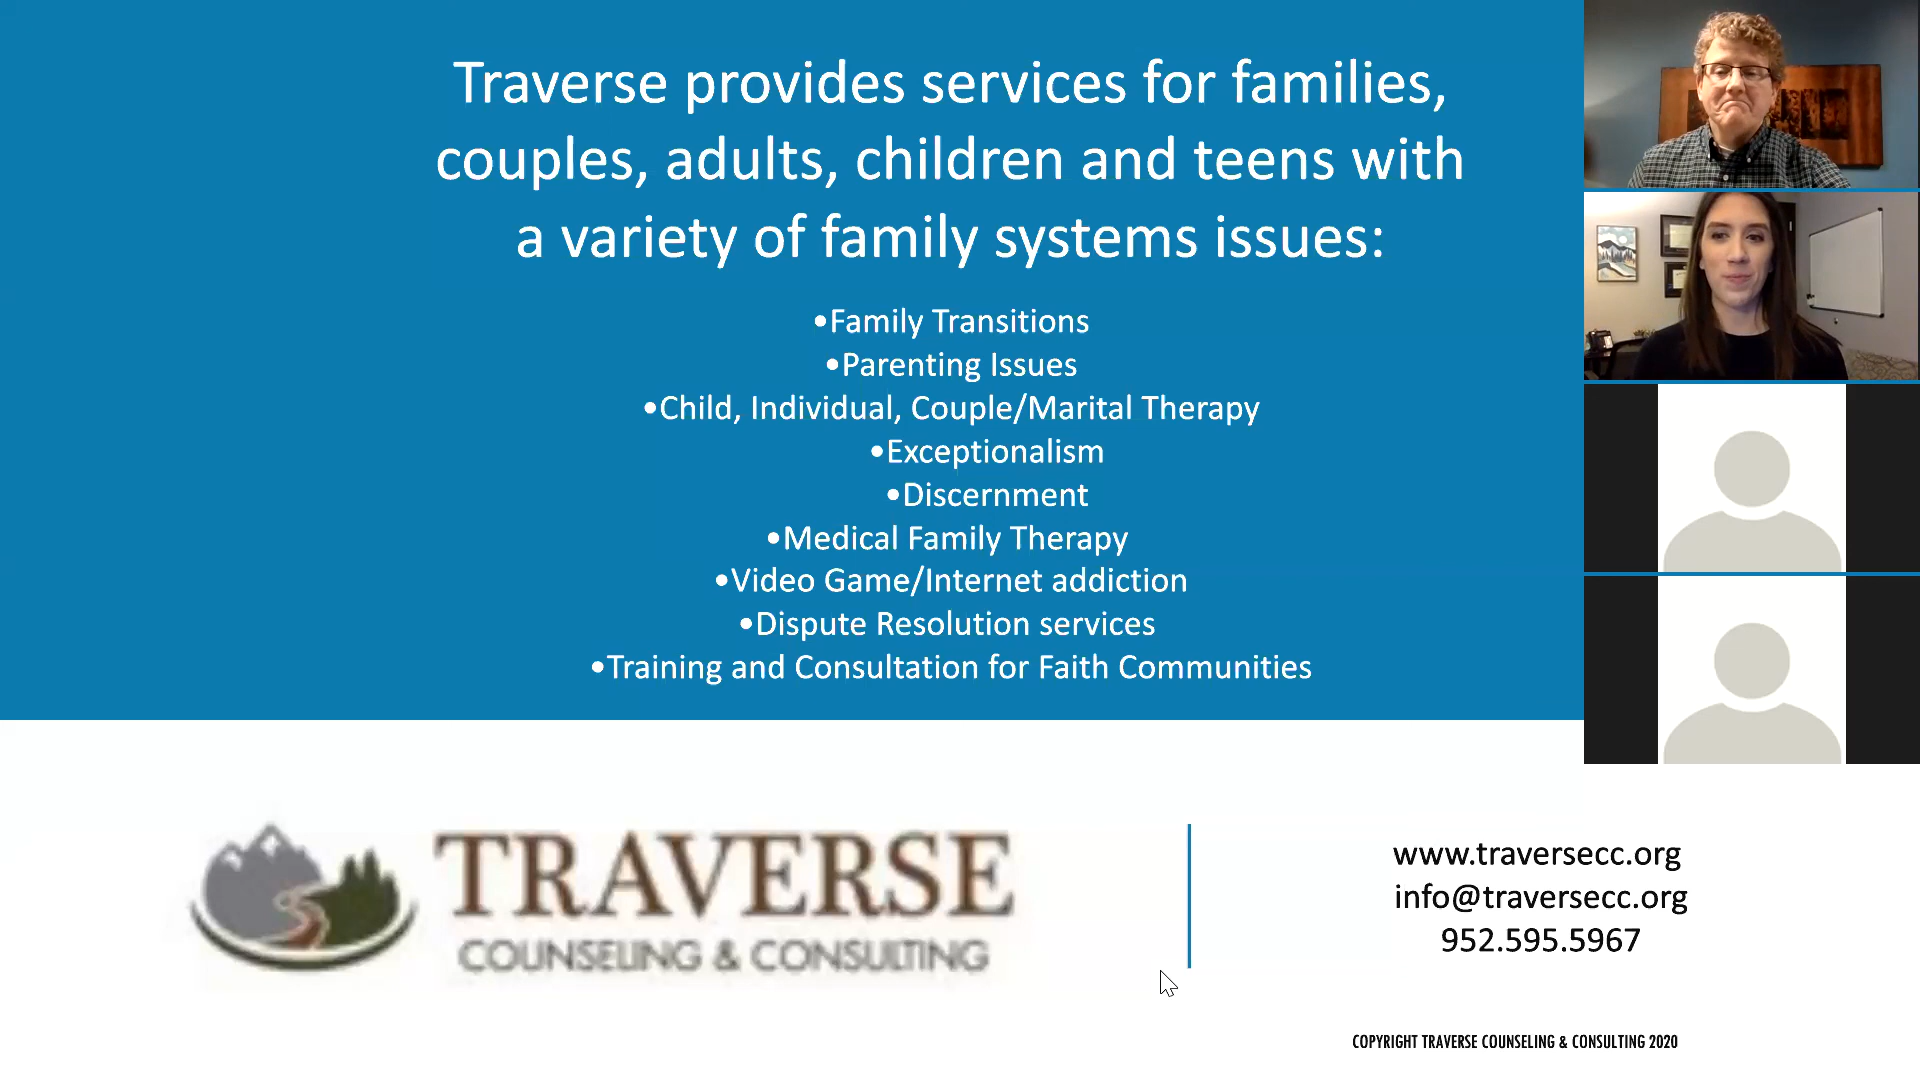 Traverse provides services for families,
couples, adults, children and teens with
a variety of family systems issues:
•Family Transitions
•Parenting Issues
•Child, Individual, Couple/Marital Therapy
•Exceptionalism
•Discernment
•Medical Family Therapy
•Video Game/Internet addiction
•Dispute Resolution services
•Training and Consultation for Faith Communities
TRAVERSE
COUNSELING & CONSULTING
www.traversecc.org
info@traversecc.org
952.595.5967
COPYRIGHT TRAVERSE COUNSELING & CONSULTING 2020